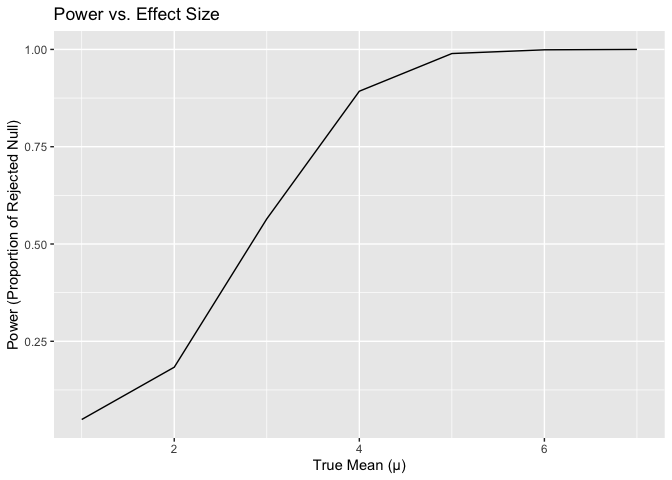 Power vs. Effect Size
Power (Proportion of Rejected Null)
1.00
0.75
0.50
0.25
2
4
6
True Mean (μ)